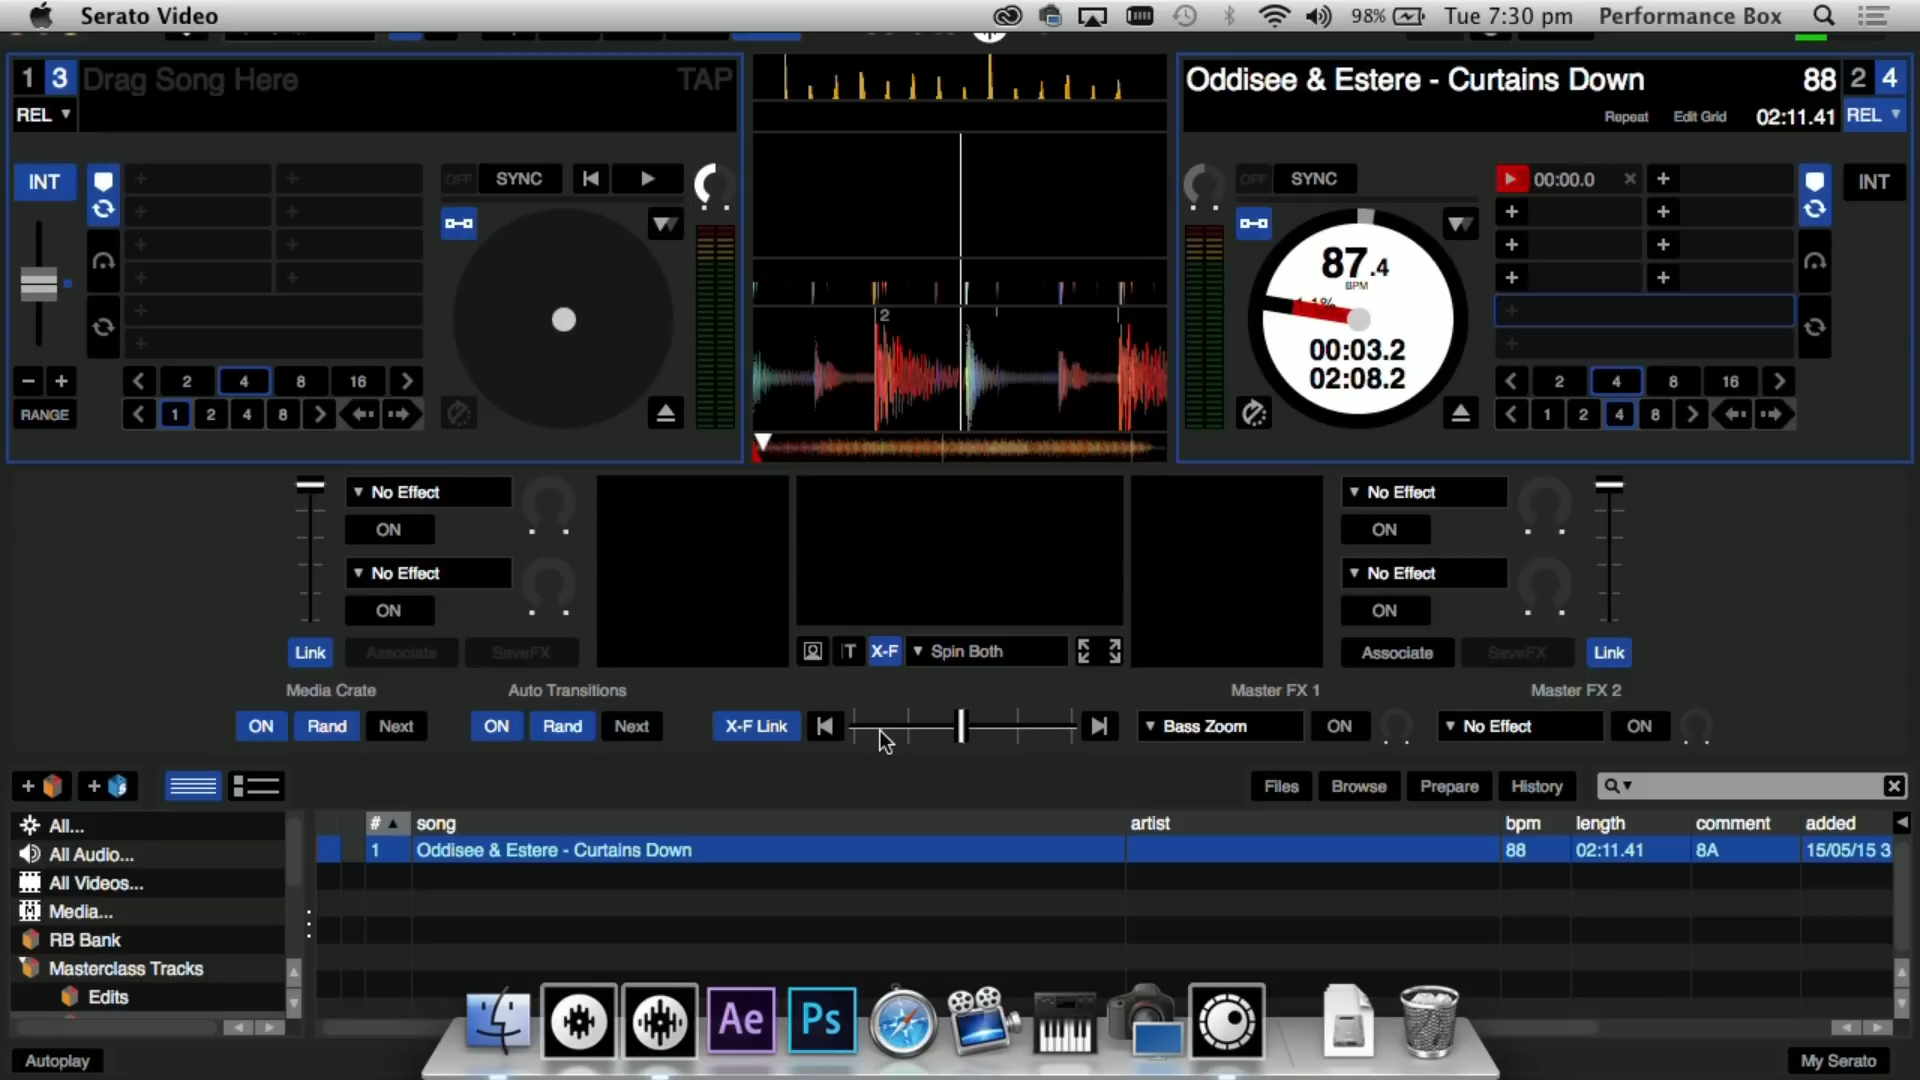 Serato Video
98%
Tue 7:30 pm
Performance Box
1 3 Drag Song Here TAP
REL
Oddisee & Estere - Curtains Down 88 2 4
Repeat Edit Grid 02:11.41 REL
INT
OFF SYNC
OFF SYNC
00:00.0
INT
87.4
BPM
2
00:03.2
02:08.2
2 4 8 16
2 4 8 16
RANGE
1 2 4 8
1 2 4 8
No Effect
No Effect
ON
ON
No Effect
No Effect
ON
ON
Link Associate SaveFX
T X-F Spin Both
Associate SaveFX Link
Media Crate Auto Transitions
Master FX 1 Master FX 2
ON Rand Next
ON Rand Next
X-F Link
Bass Zoom ON
No Effect ON
Files Browse Prepare History
# song artist bpm length comment added
1 Oddisee & Estere - Curtains Down 88 02:11.41 8A 15/05/15 3
All...
All Audio...
All Videos...
Media...
RB Bank
Masterclass Tracks
Edits
Ae Ps
Autoplay
My Serato